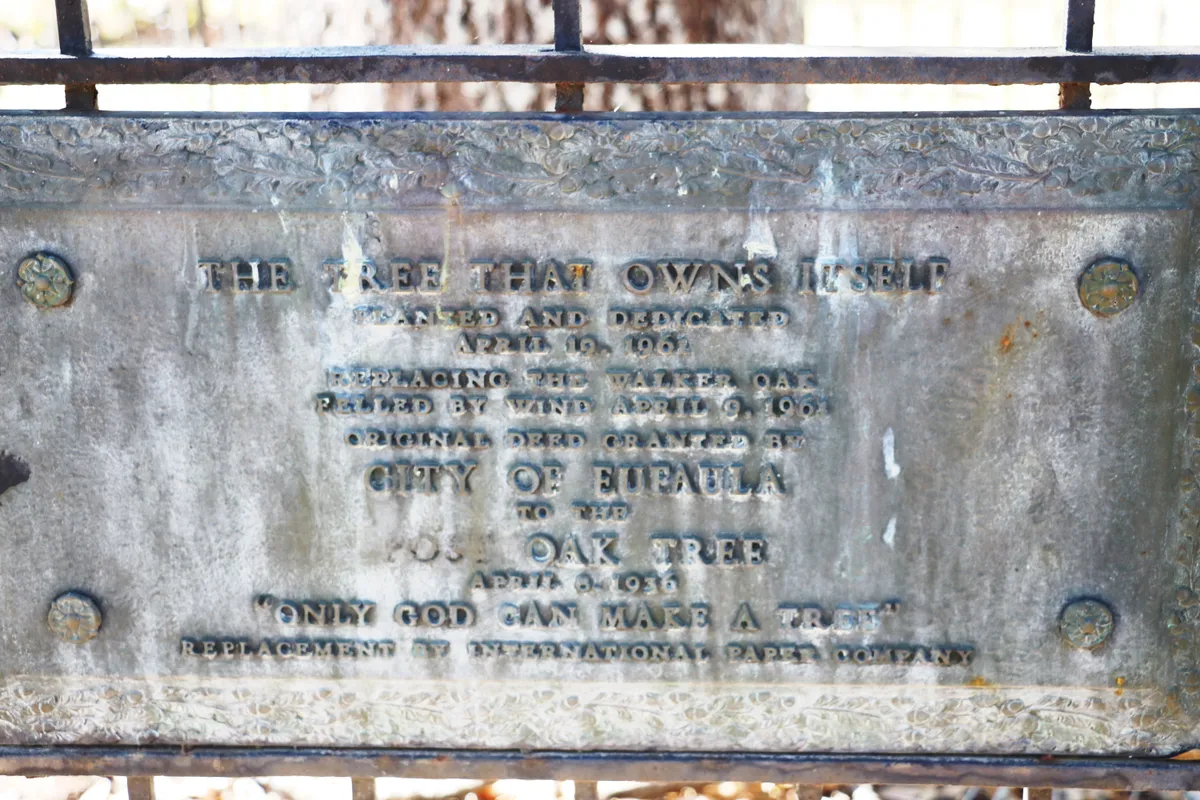 THE TREE THAT OWNS ITSELF
PLANTED AND DEDICATED
APRIL 19, 1961
REPLACING THE WALKER OAK
FELLED BY WIND APRIL 9, 1961
ORIGINAL DEED GRANTED BY
CITY OF EUFAULA
TO THE
POST OAK TREE
APRIL 8, 1936
"ONLY GOD CAN MAKE A TREE"
REPLACEMENT BY INTERNATIONAL PAPER COMPANY